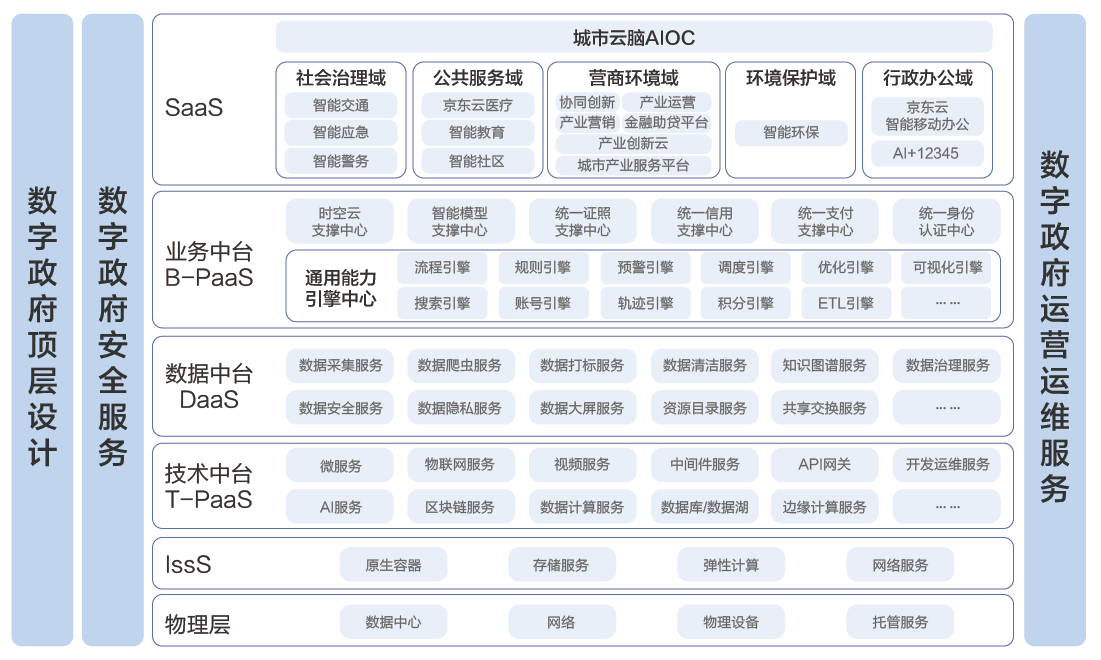 数字政府顶层设计
数字政府安全服务
SaaS
城市云脑AIOC
社会治理域
智能交通
智能应急
智能警务
公共服务域
京东云医疗
智能教育
智能社区
营商环境域
协同创新 产业运营
产业营销 金融助贷平台
产业创新云
城市产业服务平台
环境保护域
智能环保
行政办公域
京东云
智能移动办公
AI+12345
业务中台
B-PaaS
时空云
支撑中心
智能模型
支撑中心
统一证照
支撑中心
统一信用
支撑中心
统一支付
支撑中心
统一身份
认证中心
通用能力
引擎中心
流程引擎 规则引擎 预警引擎 调度引擎 优化引擎 可视化引擎
搜索引擎 账号引擎 轨迹引擎 积分引擎 ETL引擎 ... ...
数据中台
DaaS
数据采集服务 数据爬虫服务 数据打标服务 数据清洁服务 知识图谱服务 数据治理服务
数据安全服务 数据隐私服务 数据大屏服务 资源目录服务 共享交换服务 ... ...
技术中台
T-PaaS
微服务 物联网服务 视频服务 中间件服务 API网关 开发运维服务
AI服务 区块链服务 数据计算服务 数据库/数据湖 边缘计算服务 ... ...
IssS
原生容器 存储服务 弹性计算 网络服务
物理层
数据中心 网络 物理设备 托管服务
数字政府运营运维服务